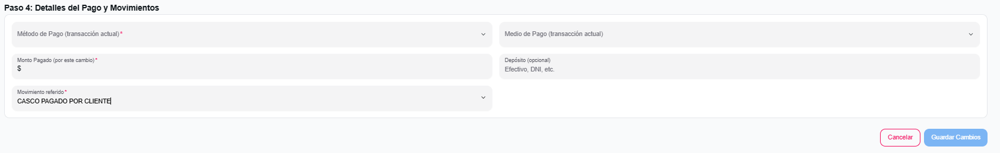 Paso 4: Detalles del Pago y Movimientos
Método de Pago (transacción actual)*
Medio de Pago (transacción actual)
Monto Pagado (por este cambio)*
$
Depósito (opcional)
Efectivo, DNI, etc.
Movimiento referido*
CASCO PAGADO POR CLIENTE
Cancelar
Guardar Cambios